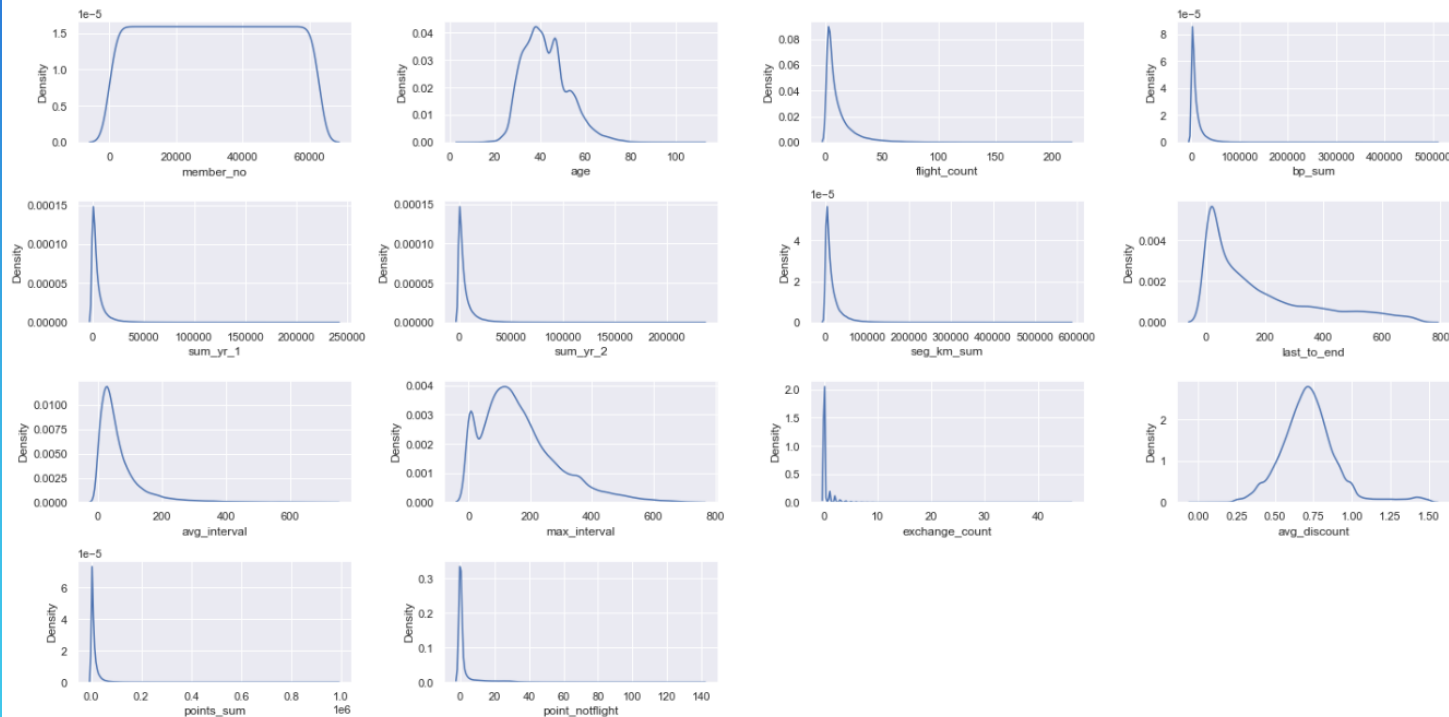 1e-5
Density
1.5
1.0
0.5
0.0
0 20000 40000 60000
member_no
Density
0.04
0.03
0.02
0.01
0.00
0 20 40 60 80 100
age
Density
0.08
0.06
0.04
0.02
0.00
0 50 100 150 200
flight_count
1e-5
Density
8
6
4
2
0
0 100000 200000 300000 400000 500000
bp_sum
Density
0.00015
0.00010
0.00005
0.00000
0 50000 100000 150000 200000 250000
sum_yr_1
Density
0.00015
0.00010
0.00005
0.00000
0 50000 100000 150000 200000
sum_yr_2
1e-5
Density
4
2
0
0 100000 200000 300000 400000 500000 600000
seg_km_sum
Density
0.004
0.002
0.000
0 200 400 600 800
last_to_end
Density
0.0100
0.0075
0.0050
0.0025
0.0000
0 200 400 600
avg_interval
Density
0.004
0.003
0.002
0.001
0.000
0 200 400 600 800
max_interval
Density
2.0
1.5
1.0
0.5
0.0
0 10 20 30 40
exchange_count
Density
2
1
0
0.00 0.25 0.50 0.75 1.00 1.25 1.50
avg_discount
1e-5
Density
6
4
2
0
0.0 0.2 0.4 0.6 0.8 1.0
1e6
points_sum
Density
0.3
0.2
0.1
0.0
0 20 40 60 80 100 120 140
point_notflight